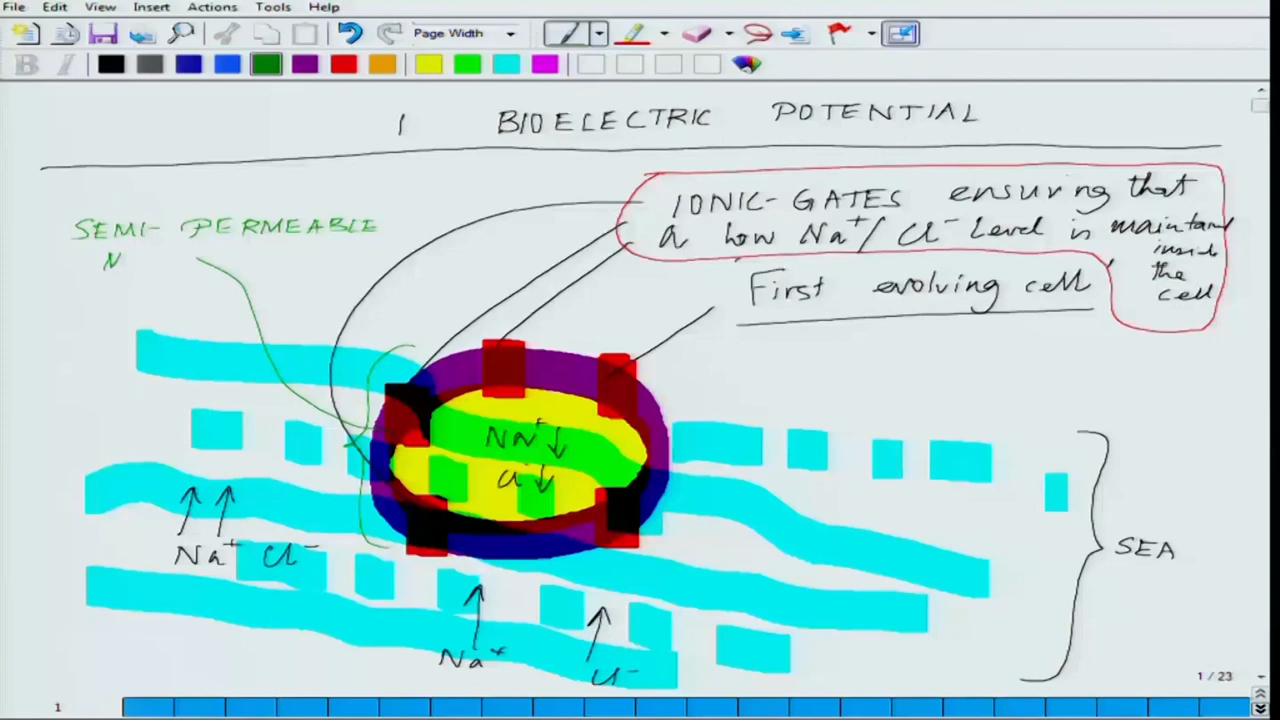 File Edit View Insert Actions Tools Help
Page Width
1 BIOELECTRIC POTENTIAL
IONIC-GATES ensuring that
a low Na⁺/Cl⁻ Level is maintained
inside
the
cell
SEMI- PERMEABLE
N
First evolving cell
Na⁺ ↓
Cl⁻ ↓
Na⁺ Cl⁻
SEA
Na⁺
Cl⁻
1 / 23
1